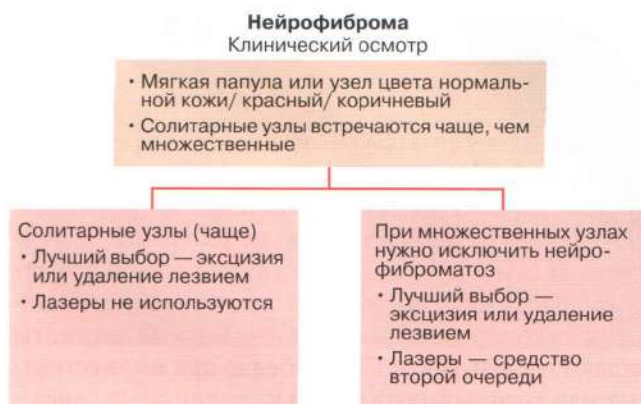 Нейрофиброма
Клинический осмотр
• Мягкая папула или узел цвета нормаль-
ной кожи/ красный/ коричневый
• Солитарные узлы встречаются чаще, чем
множественные
Солитарные узлы (чаще)
• Лучший выбор — эксцизия
или удаление лезвием
• Лазеры не используются
При множественных узлах
нужно исключить нейро-
фиброматоз
• Лучший выбор —
эксцизия или удаление
лезвием
• Лазеры — средство
второй очереди